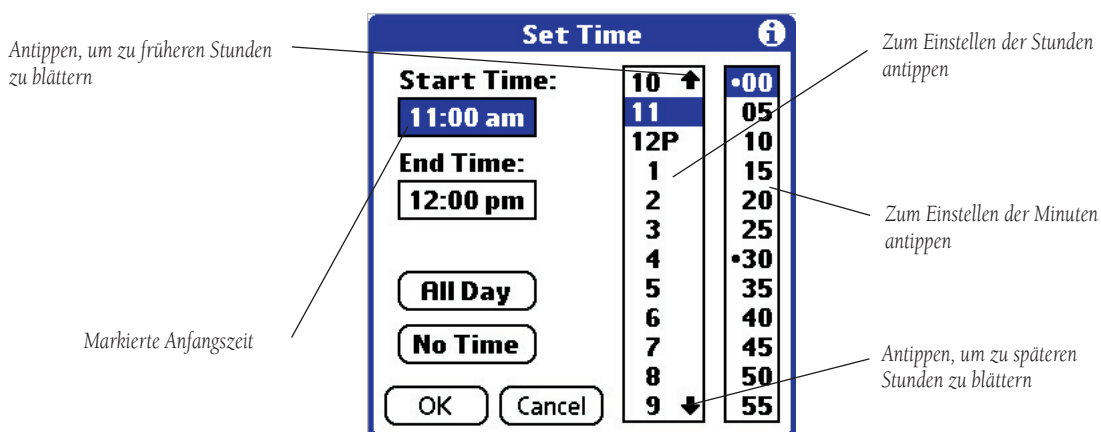 Antippen, um zu früheren Stunden
zu blättern
Markierte Anfangszeit
Set Time
i
Start Time:
11:00 am
End Time:
12:00 pm
All Day
No Time
OK
Cancel
10
11
12P
1
2
3
4
5
6
7
8
9
•00
05
10
15
20
25
•30
35
40
45
50
55
Zum Einstellen der Stunden
antippen
Zum Einstellen der Minuten
antippen
Antippen, um zu späteren
Stunden zu blättern